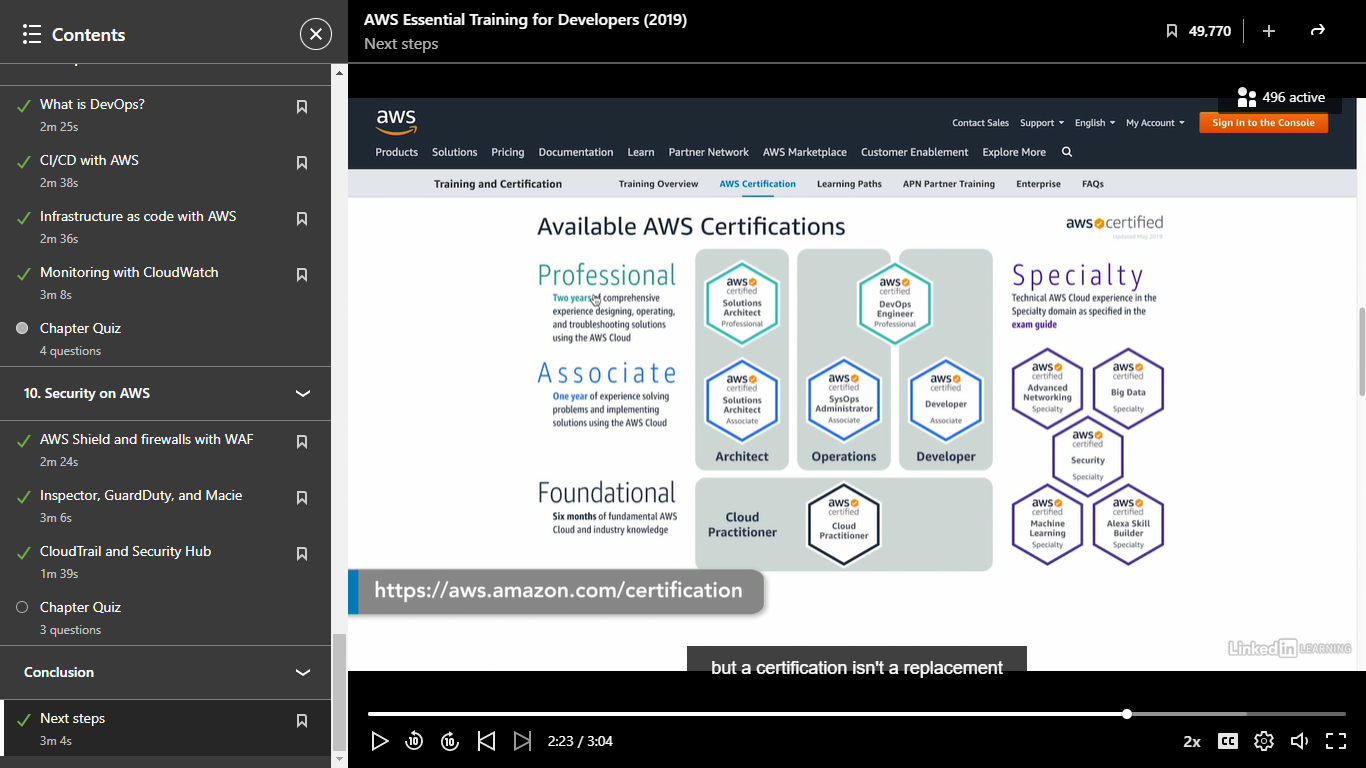 Contents
What is DevOps?
2m 25s
CI/CD with AWS
2m 38s
Infrastructure as code with AWS
2m 36s
Monitoring with CloudWatch
3m 8s
Chapter Quiz
4 questions
10. Security on AWS
AWS Shield and firewalls with WAF
2m 24s
Inspector, GuardDuty, and Macie
3m 6s
CloudTrail and Security Hub
1m 39s
Chapter Quiz
3 questions
Conclusion
Next steps
3m 4s
AWS Essential Training for Developers (2019)
Next steps
49,770
496 active
aws
Contact Sales Support English My Account Sign In to the Console
Products Solutions Pricing Documentation Learn Partner Network AWS Marketplace Customer Enablement Explore More
Training and Certification Training Overview AWS Certification Learning Paths APN Partner Training Enterprise FAQs
Available AWS Certifications
aws certified
Updated May 2019
Professional
Two years of comprehensive
experience designing, operating,
and troubleshooting solutions
using the AWS Cloud
aws
certified
Solutions
Architect
Professional
aws
certified
DevOps
Engineer
Professional
Associate
One year of experience solving
problems and implementing
solutions using the AWS Cloud
aws
certified
Solutions
Architect
Associate
aws
certified
SysOps
Administrator
Associate
aws
certified
Developer
Associate
Architect
Operations
Developer
Foundational
Six months of fundamental AWS
Cloud and industry knowledge
Cloud
Practitioner
aws
certified
Cloud
Practitioner
Specialty
Technical AWS Cloud experience in the
Specialty domain as specified in the
exam guide
aws
certified
Advanced
Networking
Specialty
aws
certified
Big Data
Specialty
aws
certified
Security
Specialty
aws
certified
Machine
Learning
Specialty
aws
certified
Alexa Skill
Builder
Specialty
https://aws.amazon.com/certification
Linkedin LEARNING
but a certification isn't a replacement
10 10 2:23 / 3:04 2x CC